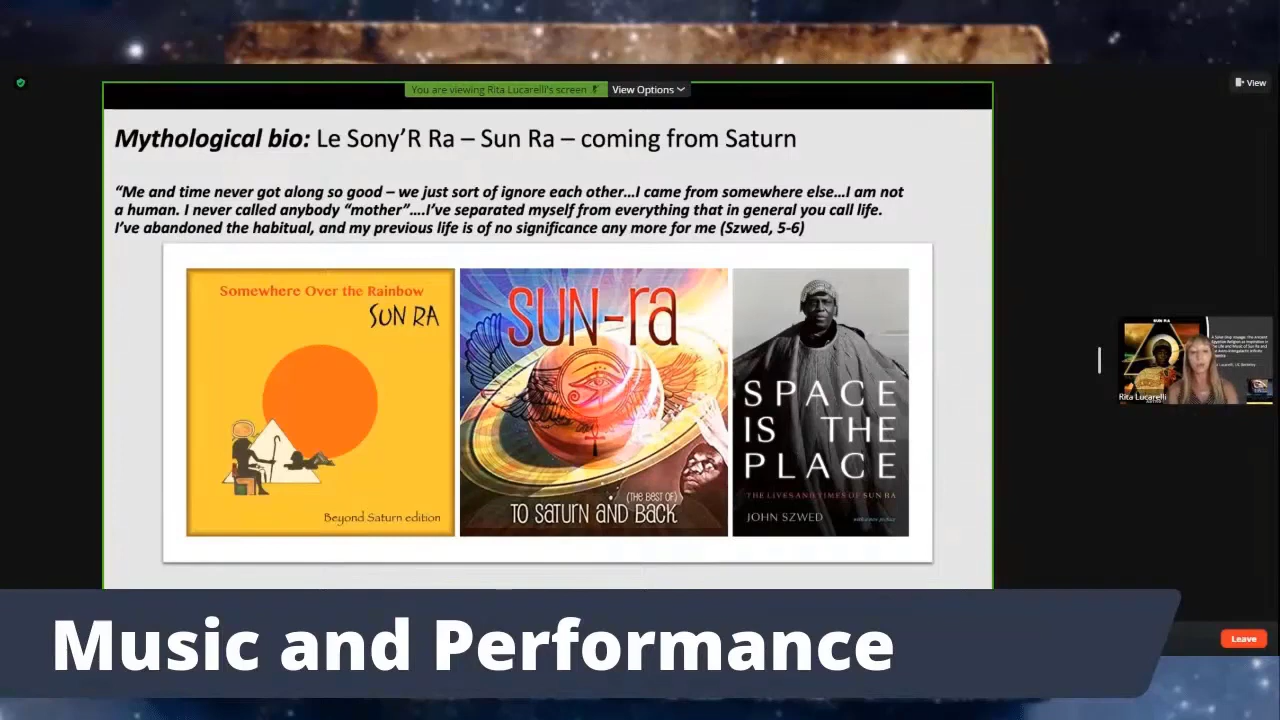 You are viewing Rita Lucarelli's screen
View Options
View
Mythological bio: Le Sony'R Ra – Sun Ra – coming from Saturn
“Me and time never got along so good – we just sort of ignore each other...I came from somewhere else...I am not
a human. I never called anybody “mother”....I've separated myself from everything that in general you call life.
I've abandoned the habitual, and my previous life is of no significance any more for me (Szwed, 5-6)
Somewhere Over the Rainbow
SUN RA
Beyond Saturn edition
SUN-ra
(THE BEST OF)
TO SATURN AND BACK
SPACE
IS THE
PLACE
THE LIVES AND TIMES OF SUN RA
JOHN SZWED
SUN RA
Rita Lucarelli
Leave
Music and Performance